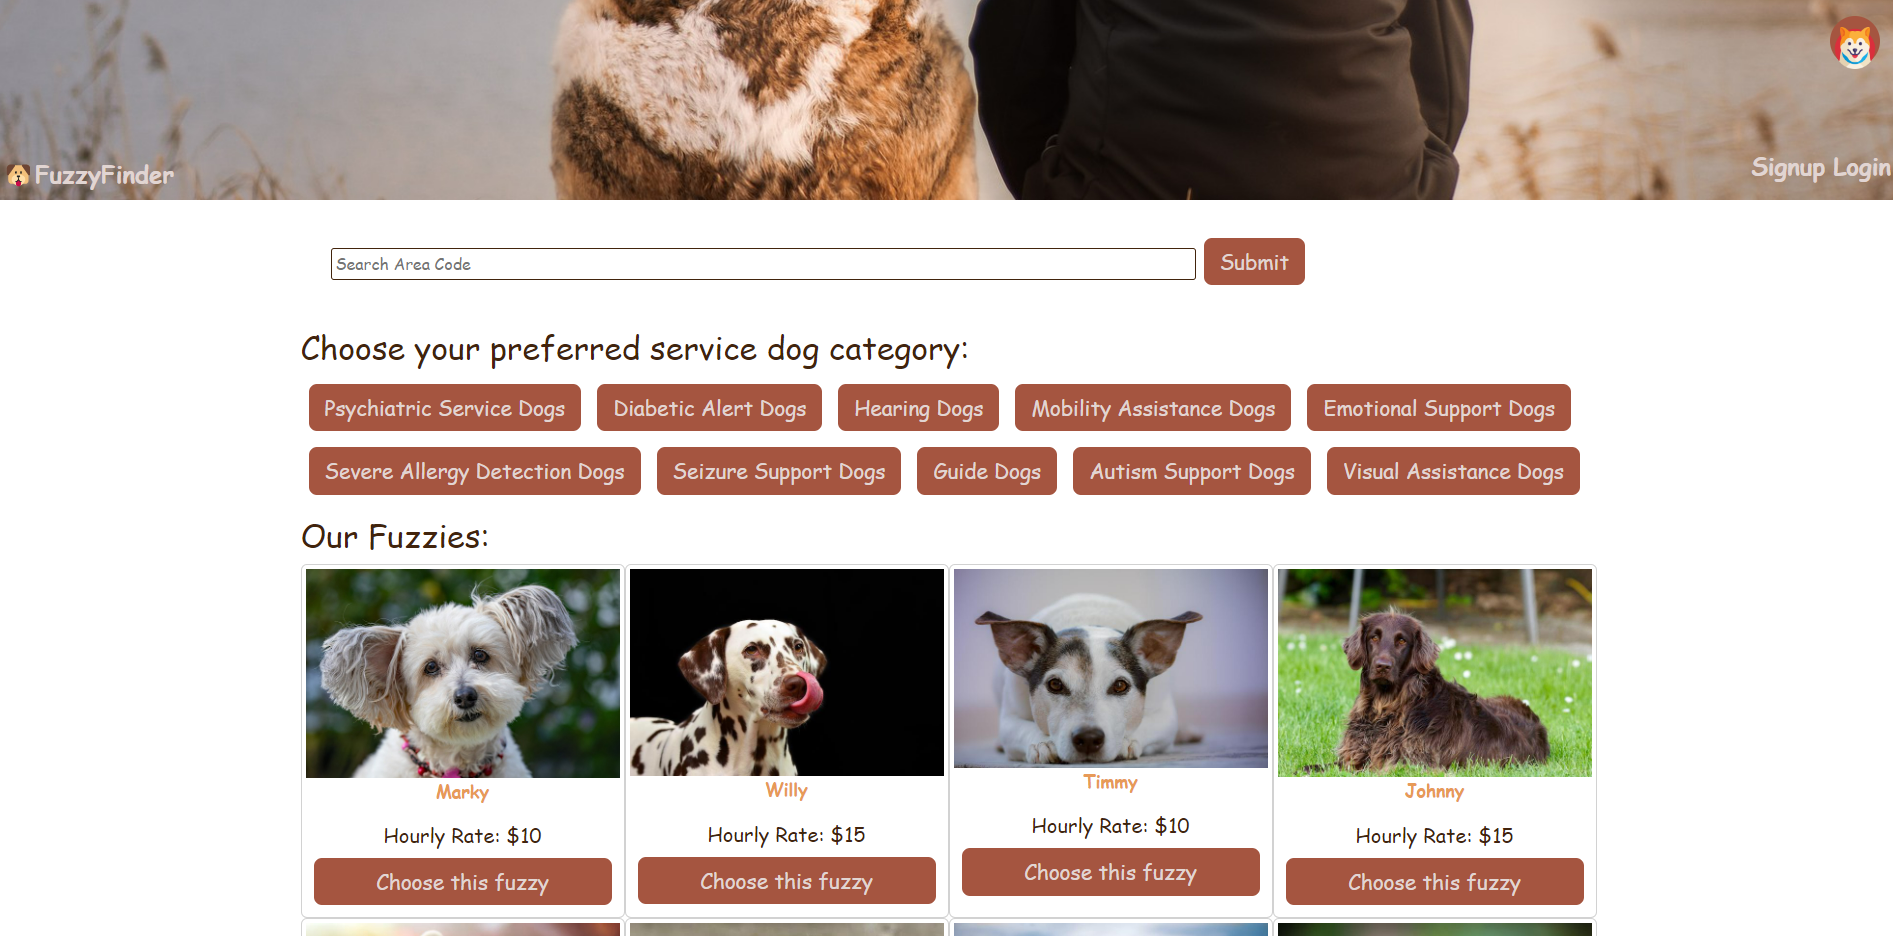 FuzzyFinder
Signup Login
Search Area Code
Submit
Choose your preferred service dog category:
Psychiatric Service Dogs
Diabetic Alert Dogs
Hearing Dogs
Mobility Assistance Dogs
Emotional Support Dogs
Severe Allergy Detection Dogs
Seizure Support Dogs
Guide Dogs
Autism Support Dogs
Visual Assistance Dogs
Our Fuzzies:
Marky
Hourly Rate: $10
Choose this fuzzy
Willy
Hourly Rate: $15
Choose this fuzzy
Timmy
Hourly Rate: $10
Choose this fuzzy
Johnny
Hourly Rate: $15
Choose this fuzzy